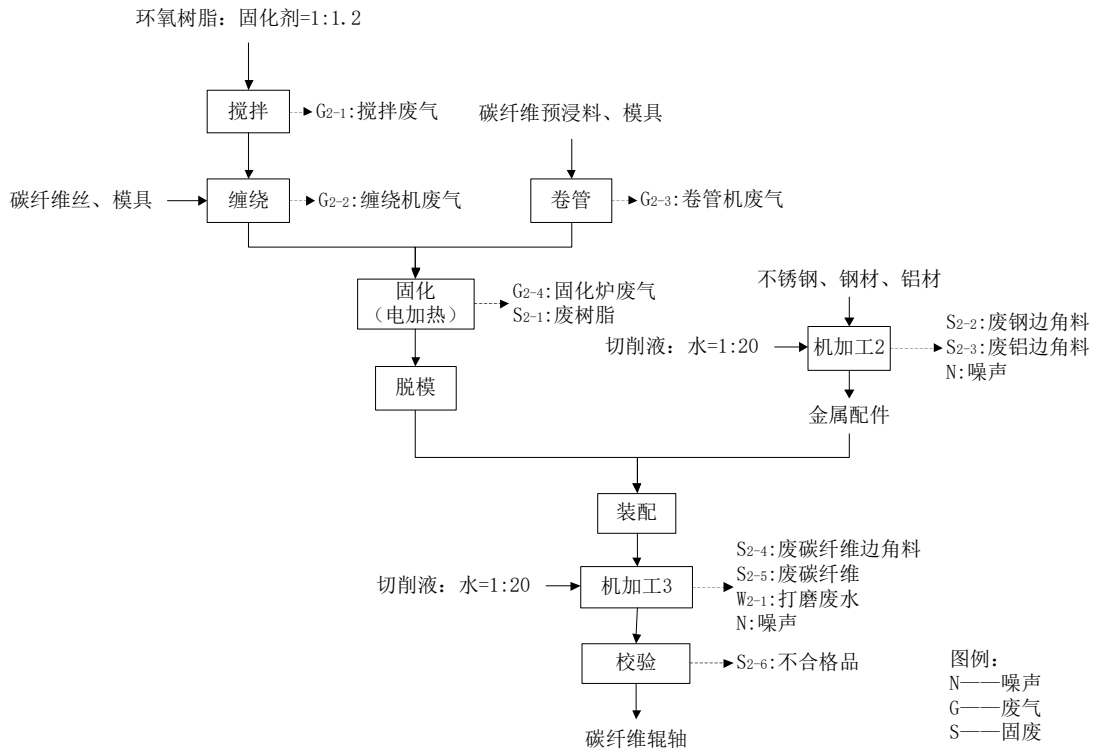 环氧树脂：固化剂=1:1.2
搅拌
G2-1:搅拌废气
碳纤维预浸料、模具
碳纤维丝、模具
缠绕
G2-2:缠绕机废气
卷管
G2-3:卷管机废气
固化
（电加热）
G2-4:固化炉废气
S2-1:废树脂
不锈钢、钢材、铝材
切削液：水=1:20
机加工2
S2-2:废钢边角料
S2-3:废铝边角料
N:噪声
脱模
金属配件
装配
切削液：水=1:20
机加工3
S2-4:废碳纤维边角料
S2-5:废碳纤维
W2-1:打磨废水
N:噪声
校验
S2-6:不合格品
碳纤维辊轴
图例：
N——噪声
G——废气
S——固废